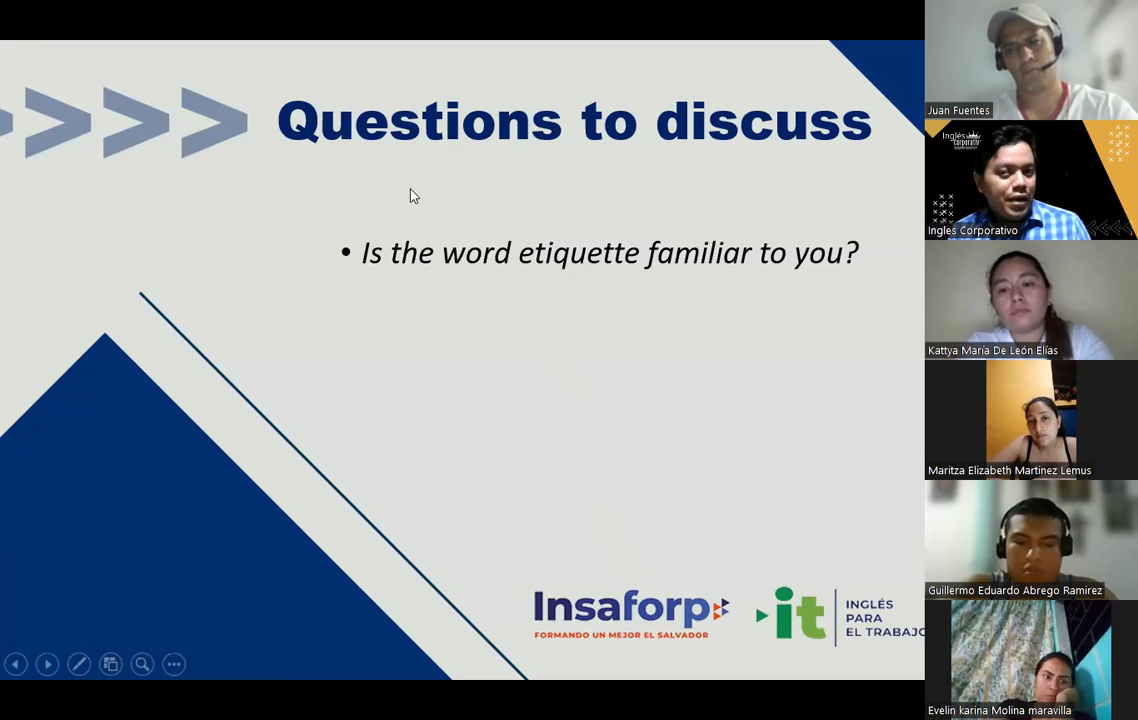 Questions to discuss
• Is the word etiquette familiar to you?
Insaforp
FORMANDO UN MEJOR EL SALVADOR
it
INGLÉS
PARA
EL TRABAJO
Juan Fuentes
Inglés
Corporativo
Ingles Corporativo
Kattya María De León Elías
Maritza Elizabeth Martinez Lemus
Guillermo Eduardo Abrego Ramirez
Evelin karina Molina maravilla